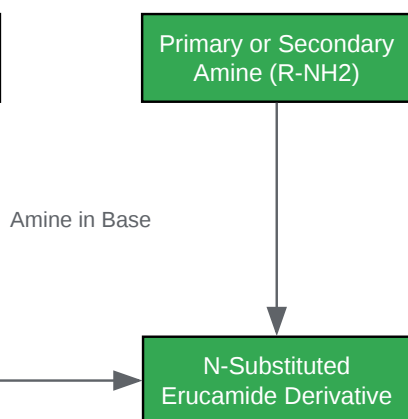 Primary or Secondary
Amine (R-NH2)
Amine in Base
N-Substituted
Erucamide Derivative